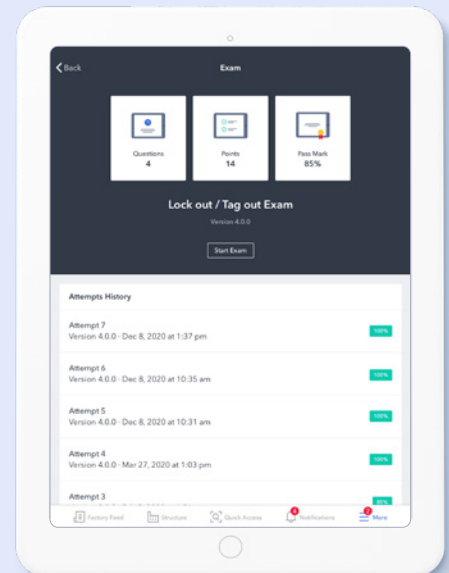 Back
Exam
Questions
4
Points
14
Pass Mark
85%
Lock out / Tag out Exam
Version 4.0.0
Start Exam
Attempts History
Attempt 7
Version 4.0.0 · Dec 8, 2020 at 1:37 pm
100%
Attempt 6
Version 4.0.0 · Dec 8, 2020 at 10:35 am
100%
Attempt 5
Version 4.0.0 · Dec 8, 2020 at 10:31 am
100%
Attempt 4
Version 4.0.0 · Mar 27, 2020 at 1:03 pm
100%
Attempt 3
Factory Feed
Structure
Quick Access
4
Notifications
2
More